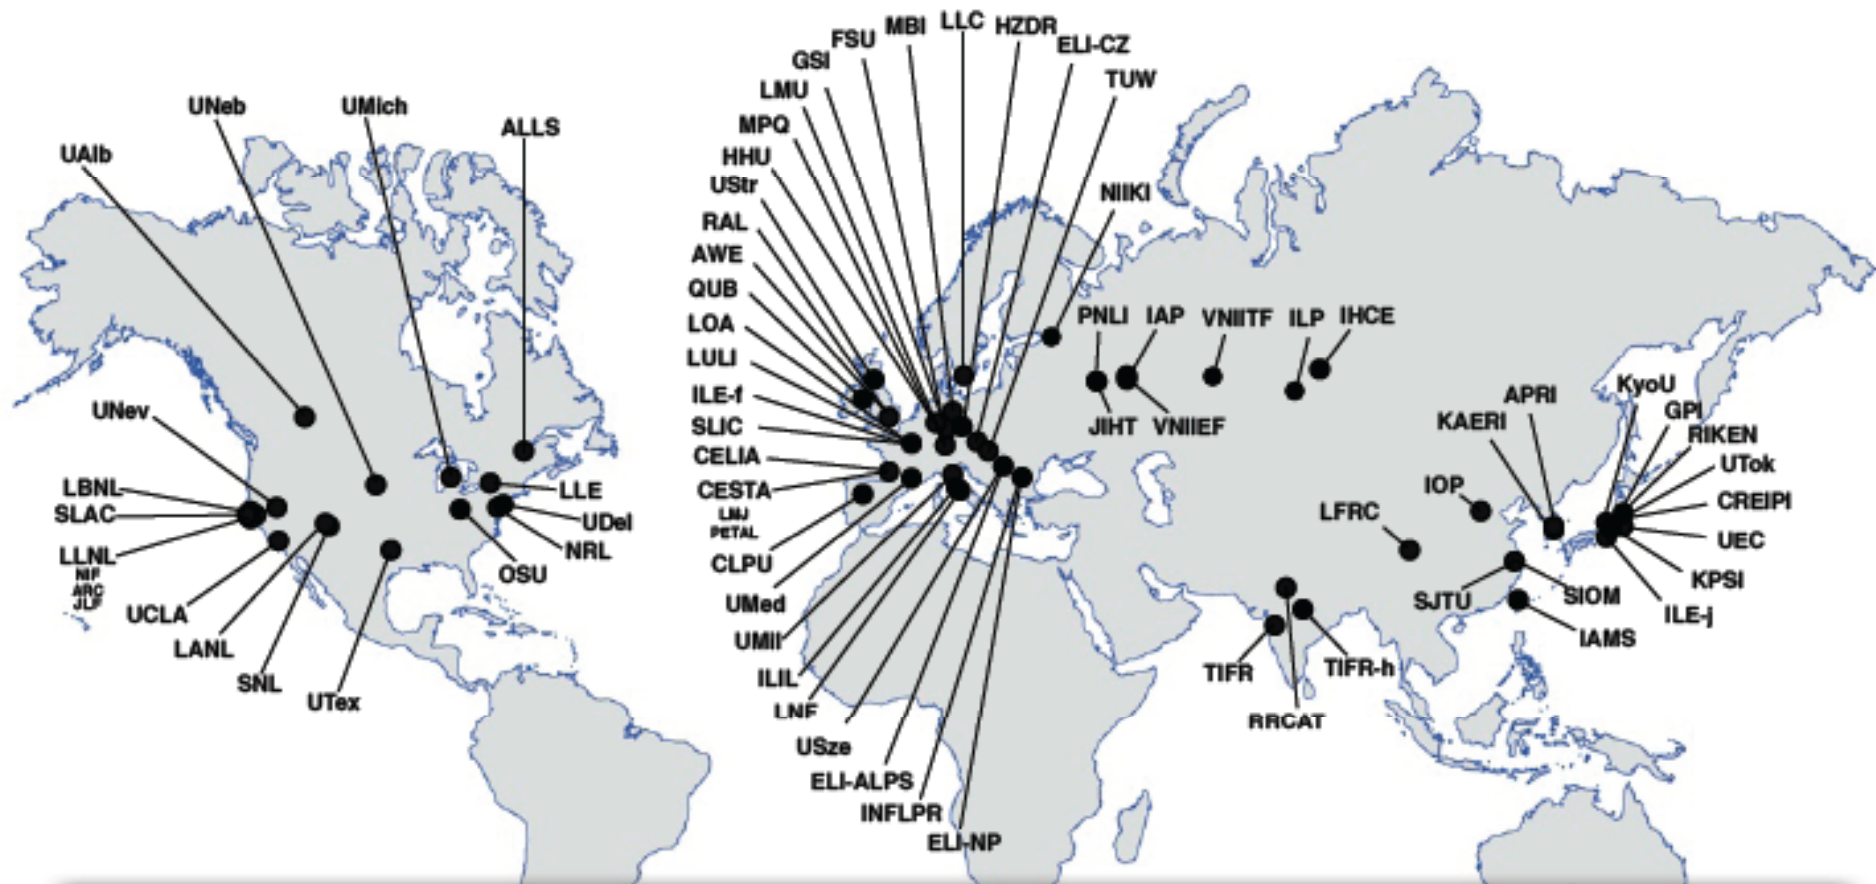 UAlb
UNeb
UMich
ALLS
UNev
LBNL
SLAC
LLNL
NIF
ARC
JLF
UCLA
LANL
SNL
UTex
OSU
NRL
UDel
LLE
LLC
MBI
HZDR
FSU
ELI-CZ
GSI
TUW
LMU
MPQ
HHU
UStr
NIIKI
RAL
AWE
QUB
LOA
LULI
ILE-f
SLIC
CELIA
CESTA
LMJ
PETAL
CLPU
UMed
UMil
ILIL
LNF
USze
ELI-ALPS
INFLPR
ELI-NP
PNLI
IAP
VNIITF
ILP
IHCE
JIHT
VNIIEF
KyoU
APRI
GPI
KAERI
RIKEN
UTok
IOP
CREIPI
LFRC
UEC
KPSI
SJTU
SIOM
ILE-j
IAMS
TIFR
TIFR-h
RRCAT